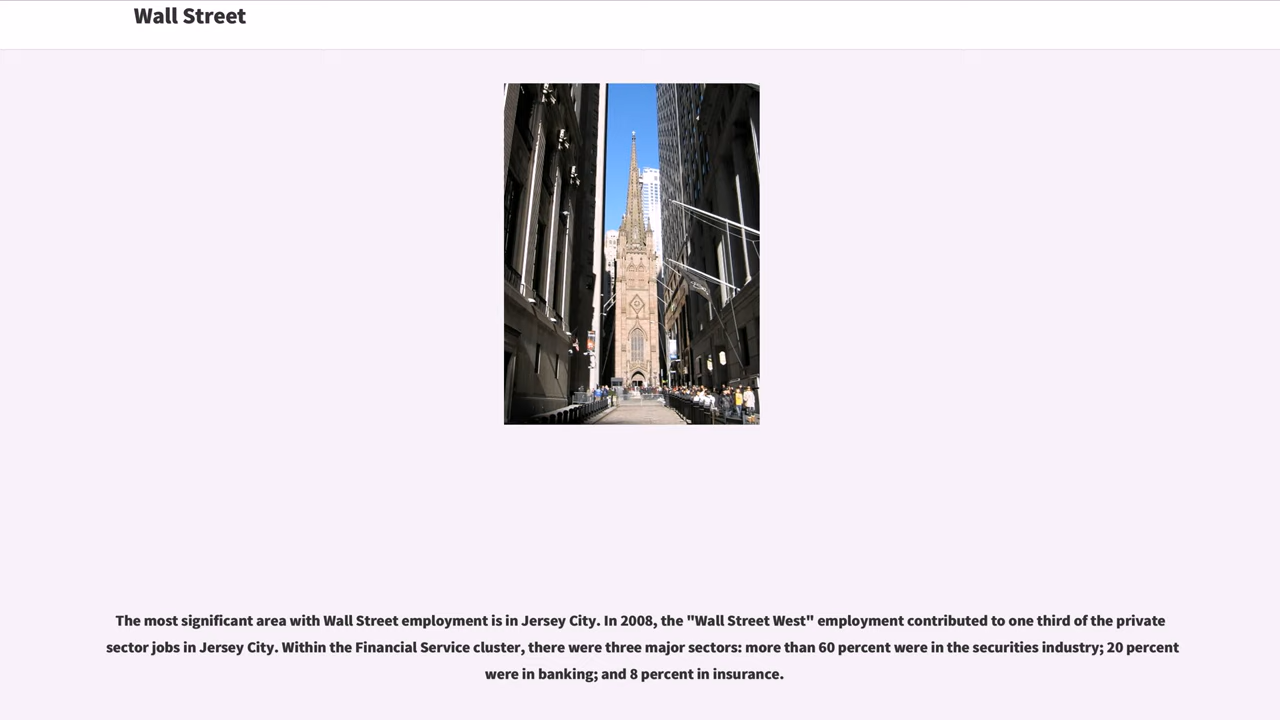 Wall Street
The most significant area with Wall Street employment is in Jersey City. In 2008, the "Wall Street West" employment contributed to one third of the private
sector jobs in Jersey City. Within the Financial Service cluster, there were three major sectors: more than 60 percent were in the securities industry; 20 percent
were in banking; and 8 percent in insurance.